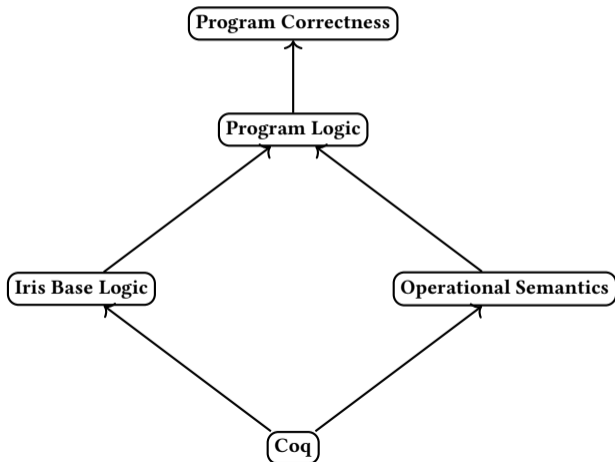 Program Correctness
Program Logic
Iris Base Logic
Operational Semantics
Coq